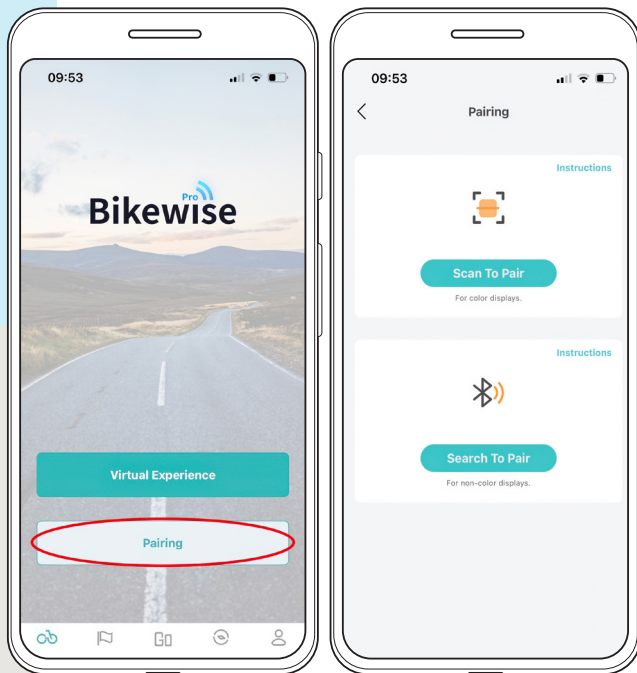 09:53
Pro
Bikewise
Virtual Experience
Pairing
GO
09:53
Pairing
Instructions
Scan To Pair
For color displays.
Instructions
Search To Pair
For non-color displays.